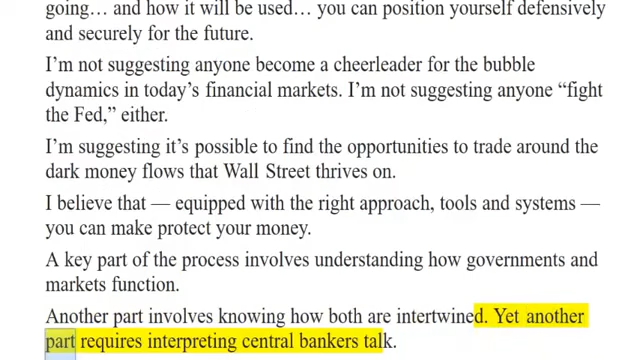 going… and how it will be used… you can position yourself defensively
and securely for the future.
I'm not suggesting anyone become a cheerleader for the bubble
dynamics in today's financial markets. I'm not suggesting anyone “fight
the Fed,” either.
I'm suggesting it's possible to find the opportunities to trade around the
dark money flows that Wall Street thrives on.
I believe that — equipped with the right approach, tools and systems —
you can make protect your money.
A key part of the process involves understanding how governments and
markets function.
Another part involves knowing how both are intertwined. Yet another
part requires interpreting central bankers talk.